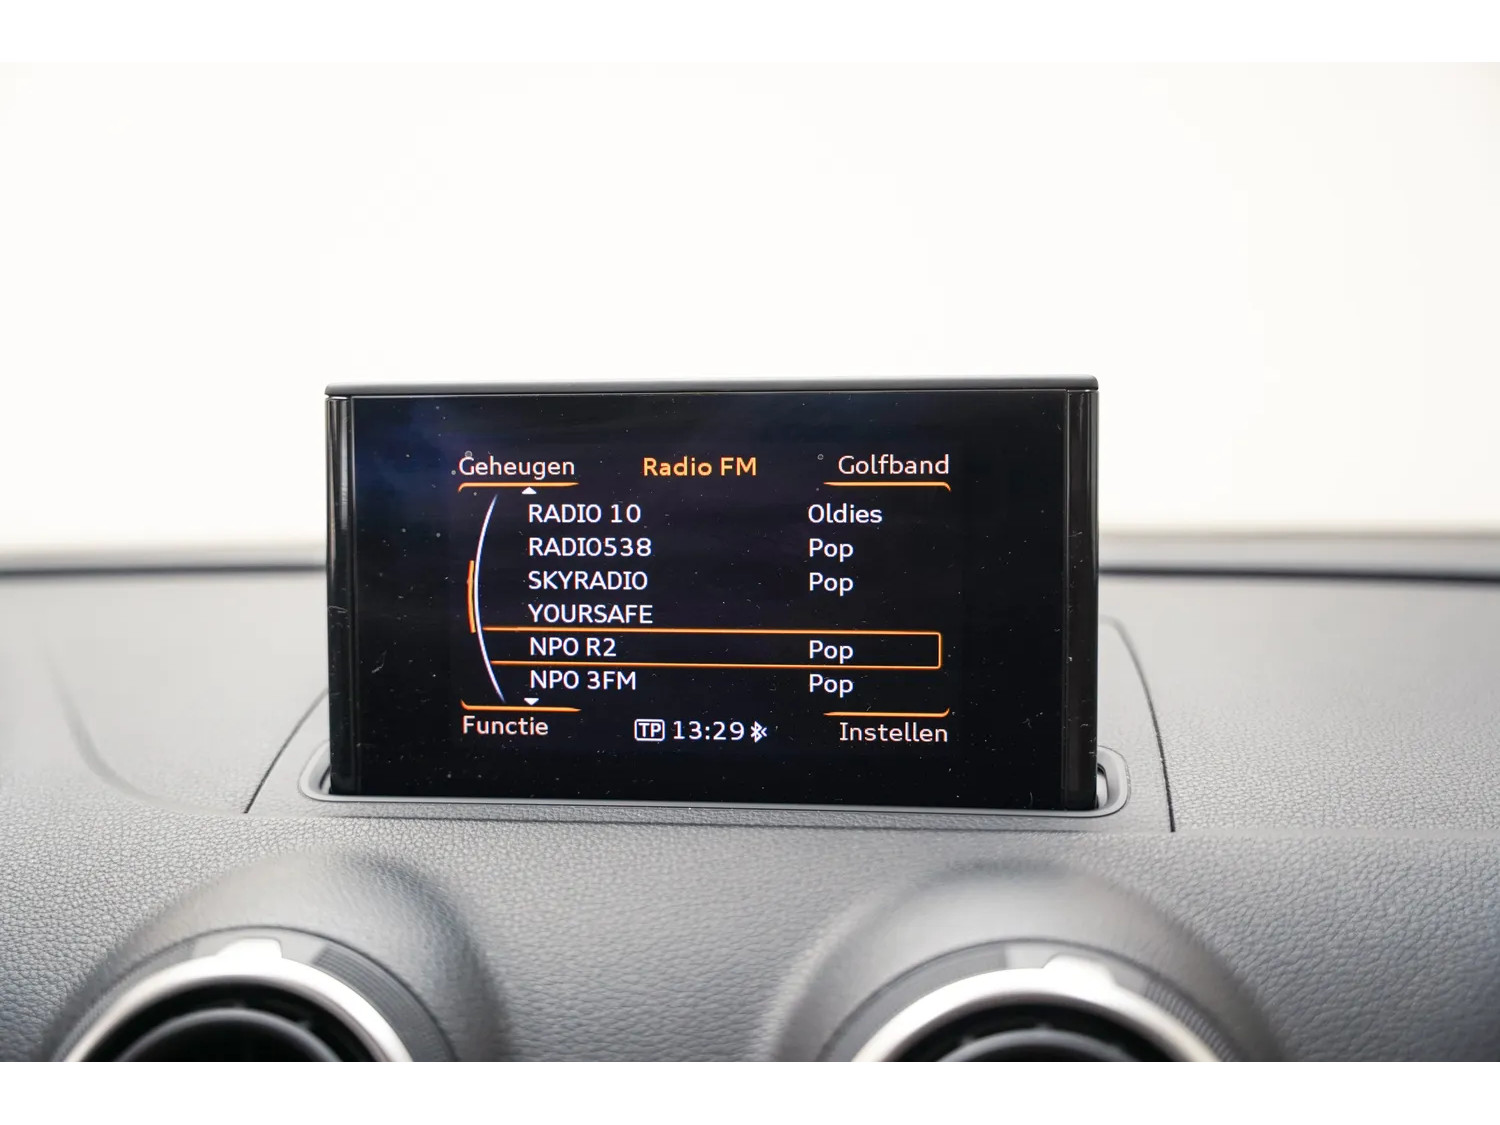 Geheugen Radio FM Golfband
RADIO 10 Oldies
RADIO538 Pop
SKYRADIO Pop
YOURSAFE
NPO R2 Pop
NPO 3FM Pop
Functie TP 13:29 Instellen